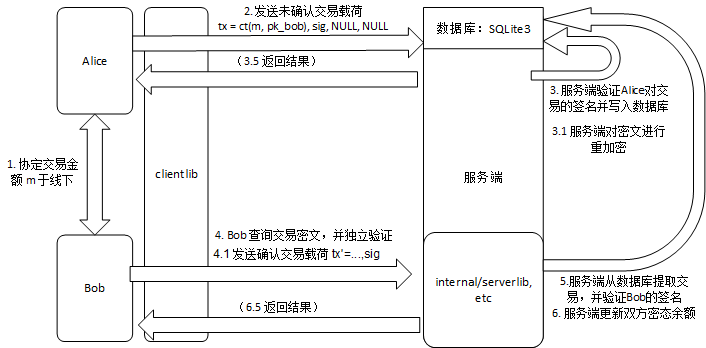 2. 发送未确认交易载荷
tx = ct(m, pk_bob), sig, NULL, NULL
数据库：SQLite3
Alice
（3.5 返回结果）
3. 服务端验证Alice对交
易的签名并写入数据库
3.1 服务端对密文进行
重加密
1. 协定交易金
额 m 于线下
clientlib
服务端
4. Bob 查询交易密文，并独立验证
4.1 发送确认交易载荷 tx'=...,sig
Bob
internal/serverlib,
etc
5.服务端从数据库提取交
易，并验证Bob的签名
6. 服务端更新双方密态余额
（6.5 返回结果）